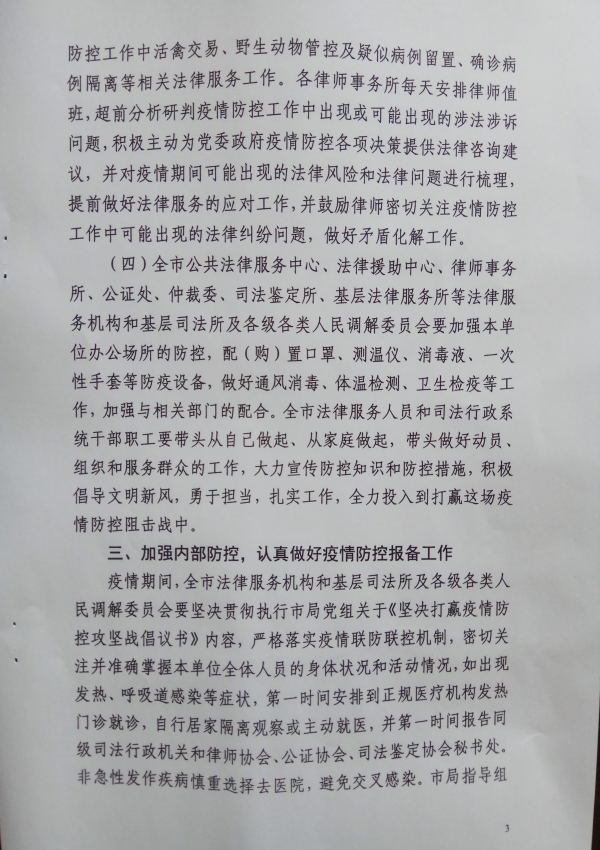 防控工作中活禽交易、野生动物管控及疑似病例留置、确诊病
例隔离等相关法律服务工作。各律师事务所每天安排律师值
班,超前分析研判疫情防控工作中出现或可能出现的涉法涉诉
问题,积极主动为党委政府疫情防控各项决策提供法律咨询建
议，并对疫情期间可能出现的法律风险和法律问题进行梳理,
提前做好法律服务的应对工作,并鼓励律师密切关注疫情防控
工作中可能出现的法律纠纷问题，做好矛盾化解工作。
（四）全市公共法律服务中心、法律援助中心、律师事务
所、公证处、仲裁委、司法鉴定所、基层法律服务所等法律服
务机构和基层司法所及各级各类人民调解委员会要加强本单
位办公场所的防控，配（购）置口罩、测温仪、消毒液、一次
性手套等防疫设备，做好通风消毒、体温检测、卫生检疫等工
作，加强与相关部门的配合。全市法律服务人员和司法行政系
统干部职工要带头从自己做起、从家庭做起，带头做好动员、
组织和服务群众的工作，大力宣传防控知识和防控措施，积极
倡导文明新风，勇于担当，扎实工作，全力投入到打赢这场疫
情防控阻击战中。
三、加强内部防控，认真做好疫情防控报备工作
疫情期间,全市法律服务机构和基层司法所及各级各类人
民调解委员会要坚决贯彻执行市局党组关于《坚决打赢疫情防
控攻坚战倡议书》内容，严格落实疫情联防联控机制，密切关
注并准确掌握本单位全体人员的身体状况和活动情况,如出现
发热、呼吸道感染等症状，第一时间安排到正规医疗机构发热
门诊就诊，自行居家隔离观察或主动就医，并第一时间报告同
级司法行政机关和律师协会、公证协会、司法鉴定协会秘书处。
非急性发作疾病慎重选择去医院，避免交叉感染。市局指导组
3